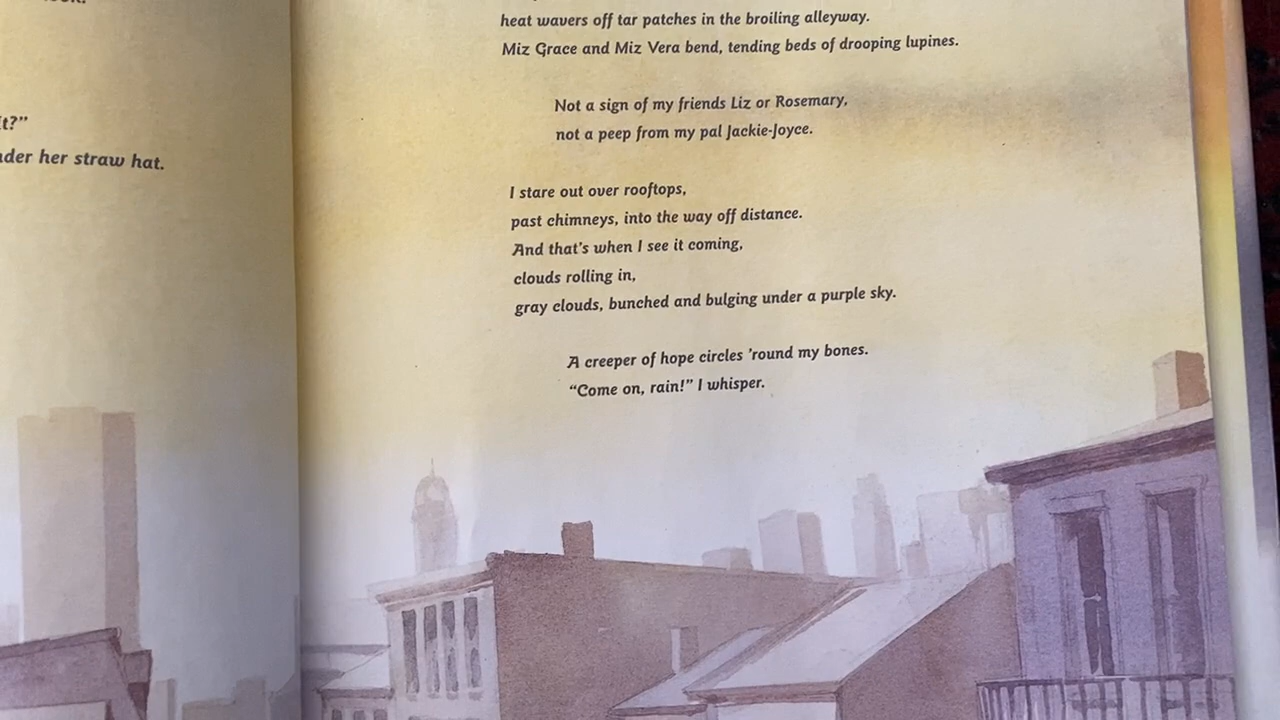 under her straw hat.
heat wavers off tar patches in the broiling alleyway.
Miz Grace and Miz Vera bend, tending beds of drooping lupines.
Not a sign of my friends Liz or Rosemary,
not a peep from my pal Jackie-Joyce.
I stare out over rooftops,
past chimneys, into the way off distance.
And that's when I see it coming,
clouds rolling in,
gray clouds, bunched and bulging under a purple sky.
A creeper of hope circles 'round my bones.
“Come on, rain!” I whisper.